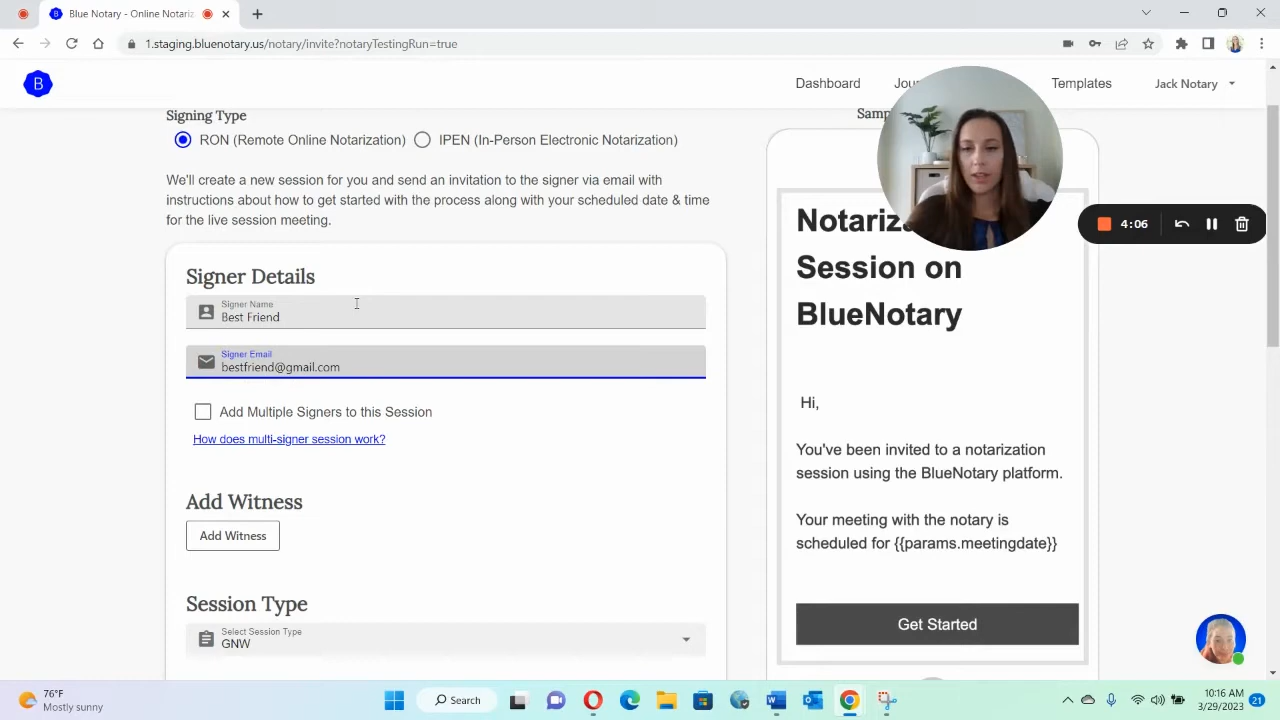 Blue Notary - Online Notariz
1.staging.bluenotary.us/notary/invite?notaryTestingRun=true
B
Dashboard
Templates
Jack Notary
Signing Type
RON (Remote Online Notarization)
IPEN (In-Person Electronic Notarization)
We'll create a new session for you and send an invitation to the signer via email with
instructions about how to get started with the process along with your scheduled date & time
for the live session meeting.
Signer Details
Signer Name
Best Friend
Signer Email
bestfriend@gmail.com
Add Multiple Signers to this Session
How does multi-signer session work?
Add Witness
Add Witness
Session Type
Select Session Type
GNW
Session on
BlueNotary
Hi,
You've been invited to a notarization
session using the BlueNotary platform.
Your meeting with the notary is
scheduled for {{params.meetingdate}}
Get Started
4:06
76°F
Mostly sunny
Search
10:16 AM
3/29/2023
21